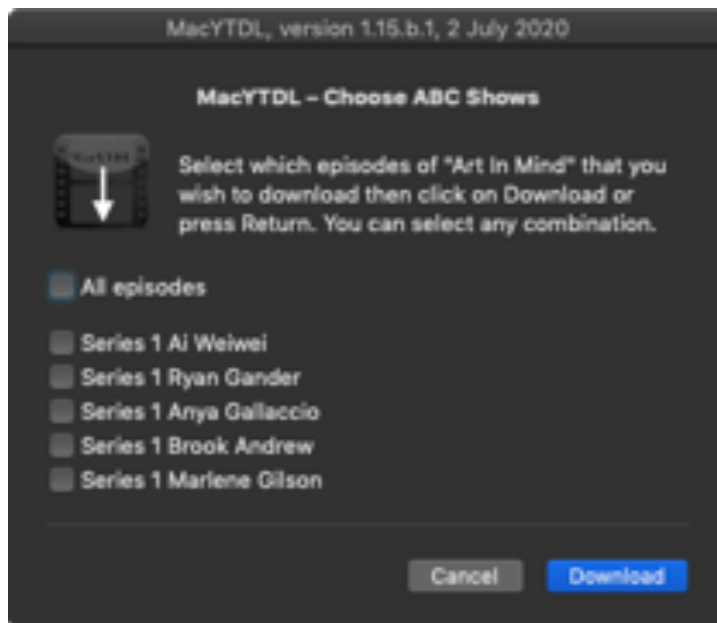 MacYTDL, version 1.15.b.1, 2 July 2020
MacYTDL – Choose ABC Shows
Select which episodes of "Art In Mind" that you
wish to download then click on Download or
press Return. You can select any combination.
All episodes
Series 1 Ai Weiwei
Series 1 Ryan Gander
Series 1 Anya Gallaccio
Series 1 Brook Andrew
Series 1 Marlene Gilson
Cancel
Download